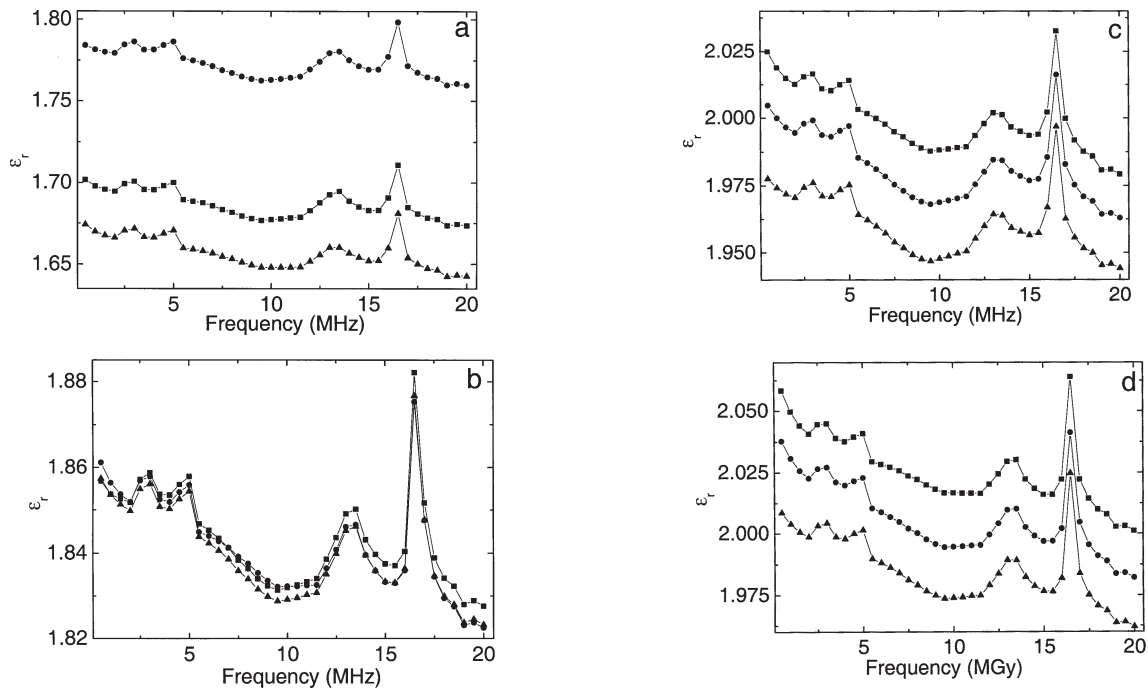 a
1.80
1.75
1.70
1.65
εr
5 10 15 20
Frequency (MHz)
c
2.025
2.000
1.975
1.950
εr
5 10 15 20
Frequency (MHz)
b
1.88
1.86
1.84
1.82
εr
5 10 15 20
Frequency (MHz)
d
2.050
2.025
2.000
1.975
εr
5 10 15 20
Frequency (MGy)